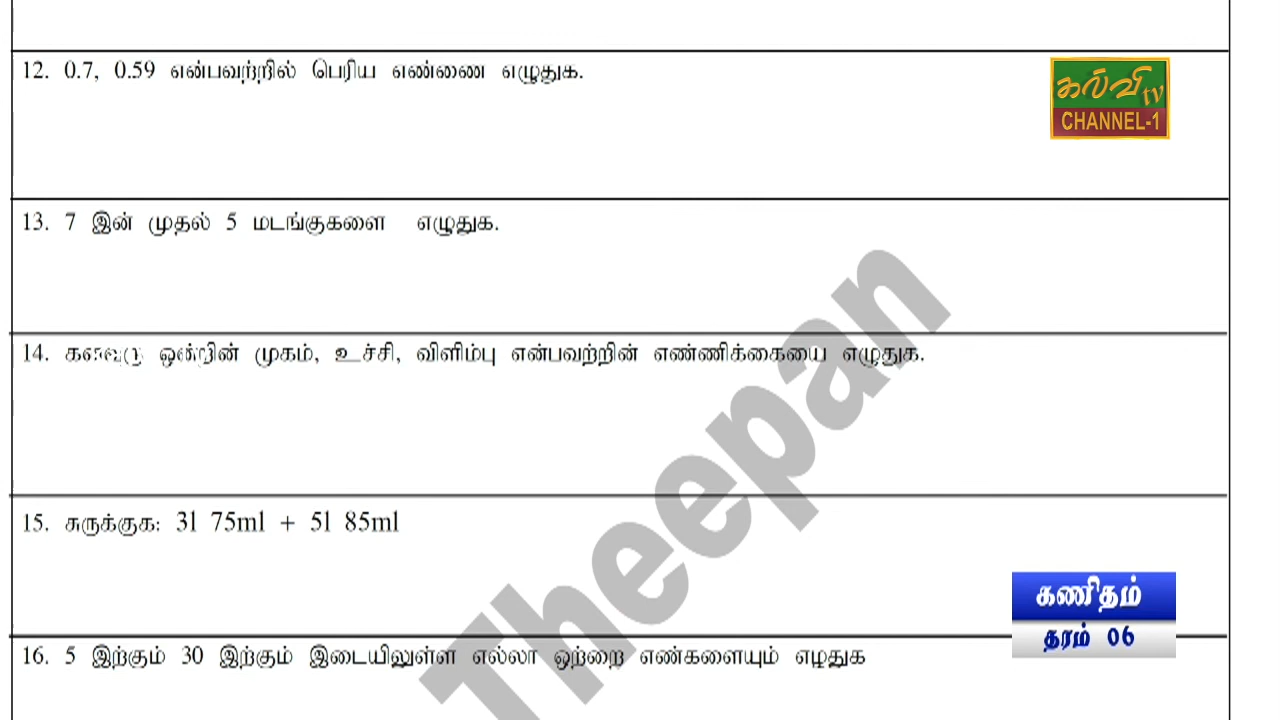 12. 0.7, 0.59 என்பவற்றில் பெரிய எண்ணை எழுதுக.
கல்வி tv
CHANNEL-1
13. 7 இன் முதல் 5 மடங்குகளை எழுதுக.
14. ஒன்றின் முகம், உச்சி, விளிம்பு என்பவற்றின் எண்ணிக்கையை எழுதுக.
15. சுருக்குக: 3l 75ml + 5l 85ml
கணிதம்
தரம் 06
16. 5 இற்கும் 30 இற்கும் இடையிலுள்ள எல்லா ஒற்றை எண்களையும் எழதுக
Theepan